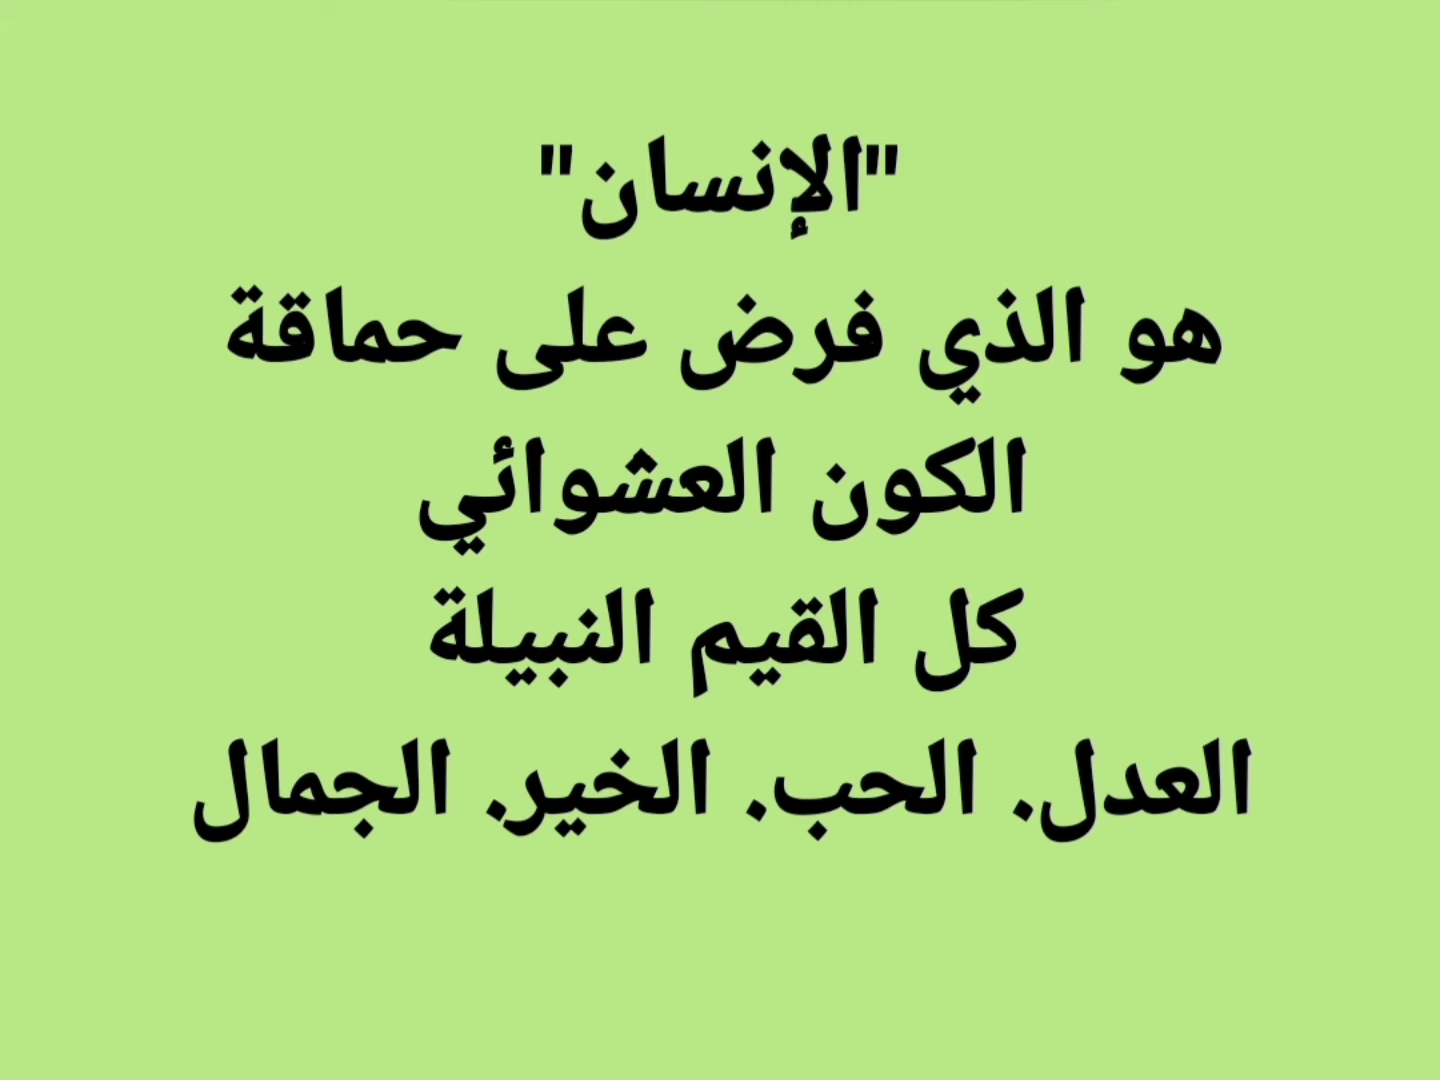 "الإنسان"
هو الذي فرض على حماقة
الكون العشوائي
كل القيم النبيلة
العدل. الحب. الخير. الجمال